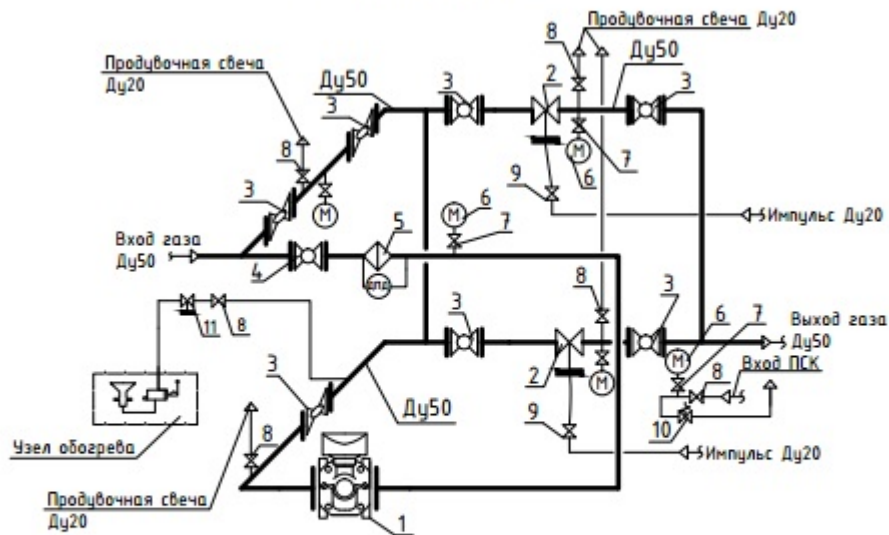 Продувочная свеча Ду20
8
2
Ду50
3
Продувочная свеча
Ду20
Ду50
3
3
8
М
6
7
9
3
М
6
7
5
Импульс Ду20
Вход газа
Ду50
4
ДПД
8
3
3
6
7
Выход газа
Ду50
М
Вход ПСК
8
11
8
2
М
10
3
Ду50
9
Узел обогрева
8
Импульс Ду20
Продувочная свеча
Ду20
1